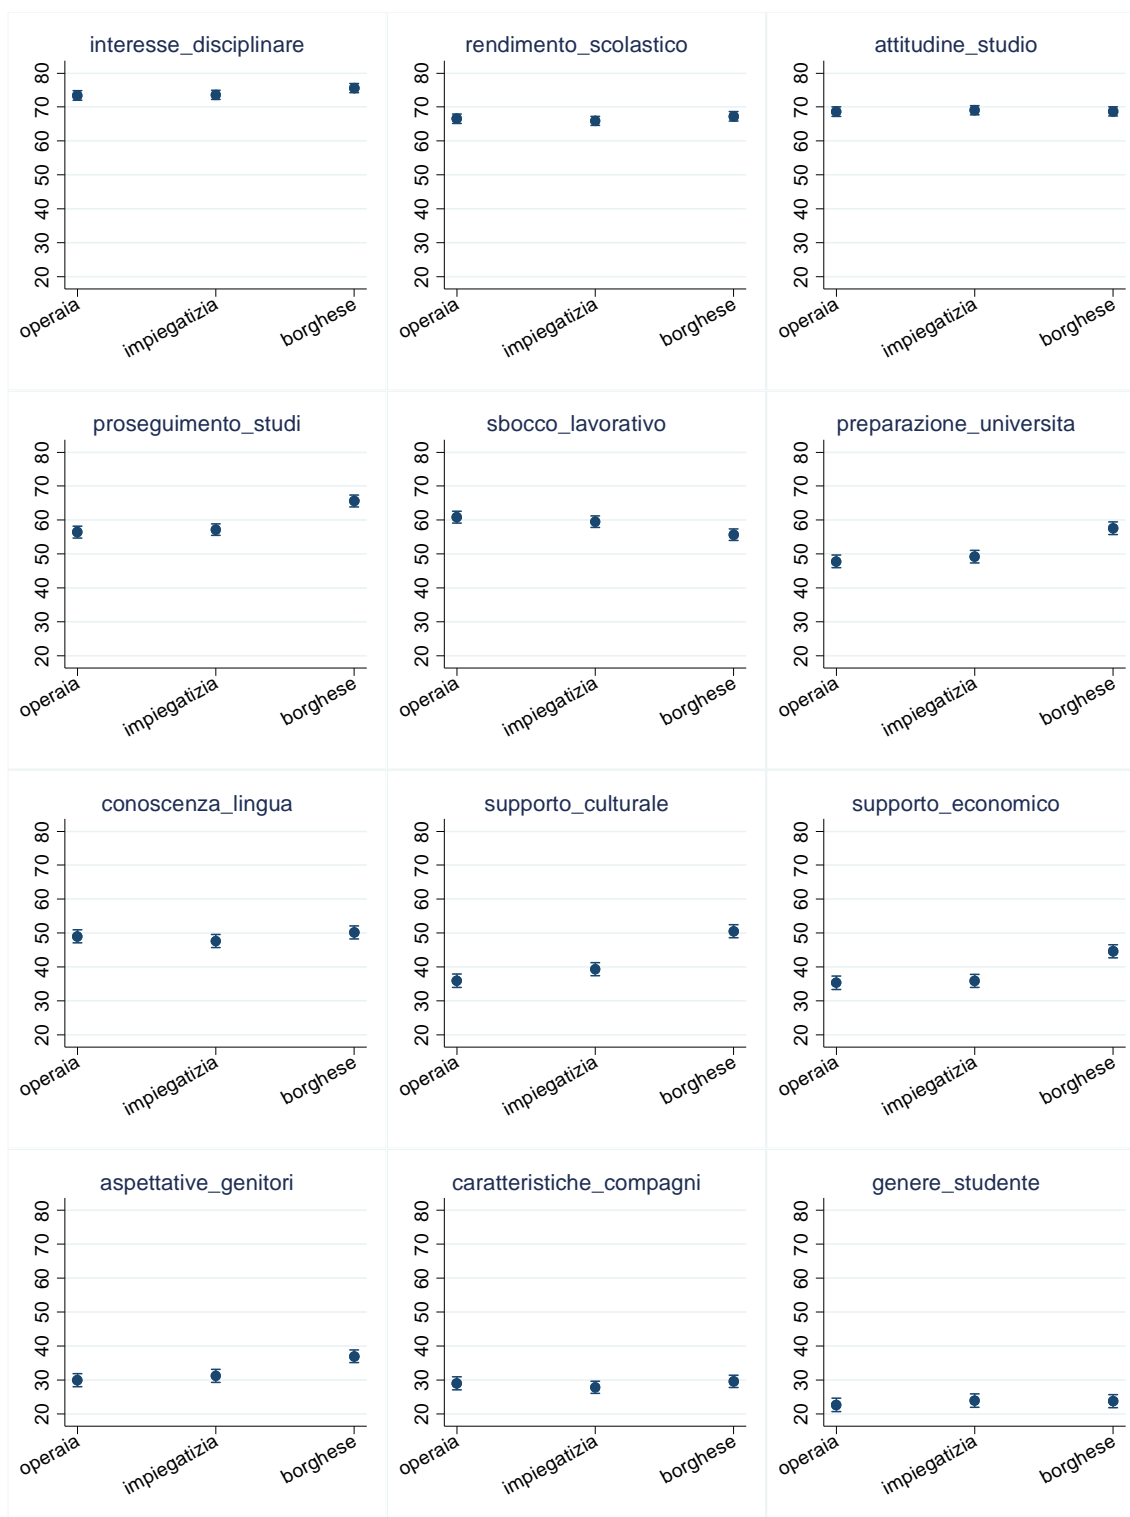 interesse_disciplinare
80
70
60
50
40
30
20
operaia
impiegatizia
borghese
rendimento_scolastico
80
70
60
50
40
30
20
operaia
impiegatizia
borghese
attitudine_studio
80
70
60
50
40
30
20
operaia
impiegatizia
borghese
proseguimento_studi
80
70
60
50
40
30
20
operaia
impiegatizia
borghese
sbocco_lavorativo
80
70
60
50
40
30
20
operaia
impiegatizia
borghese
preparazione_universita
80
70
60
50
40
30
20
operaia
impiegatizia
borghese
conoscenza_lingua
80
70
60
50
40
30
20
operaia
impiegatizia
borghese
supporto_culturale
80
70
60
50
40
30
20
operaia
impiegatizia
borghese
supporto_economico
80
70
60
50
40
30
20
operaia
impiegatizia
borghese
aspettative_genitori
80
70
60
50
40
30
20
operaia
impiegatizia
borghese
caratteristiche_compagni
80
70
60
50
40
30
20
operaia
impiegatizia
borghese
genere_studente
80
70
60
50
40
30
20
operaia
impiegatizia
borghese